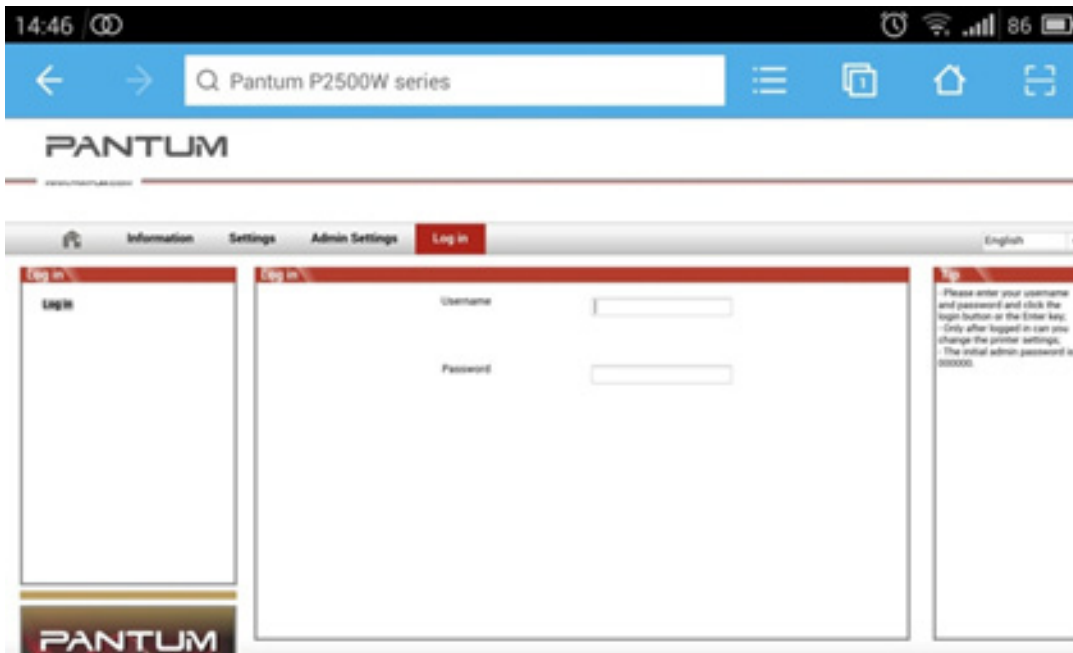 14:46
86
Pantum P2500W series
1
PANTUM
Information Settings Admin Settings Log in
English
Log in
Log in
Log in
Username
Password
Tip
- Please enter your username
and password and click the
login button or the Enter key;
- Only after logged in can you
change the printer settings;
- The initial admin password is
000000.
PANTUM